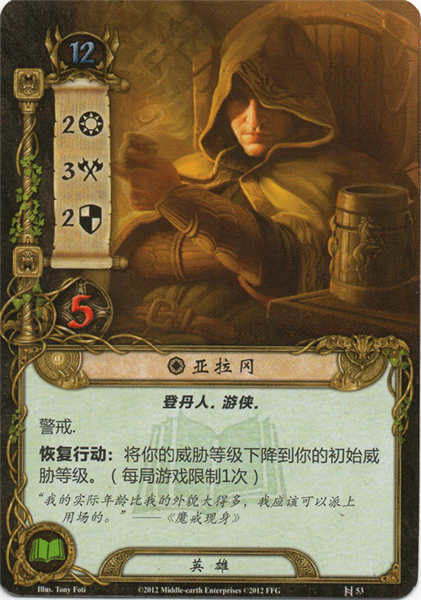 12
2
3
2
5
亚拉冈
登丹人. 游侠.
警戒.
恢复行动：将你的威胁等级下降到你的初始威
胁等级。（每局游戏限制1次）
“我的实际年龄比我的外貌大得多，我应该可以派上
用场的。”——《魔戒现身》
英雄
Illus. Tony Foti
©2012 Middle-earth Enterprises ©2012 FFG
53